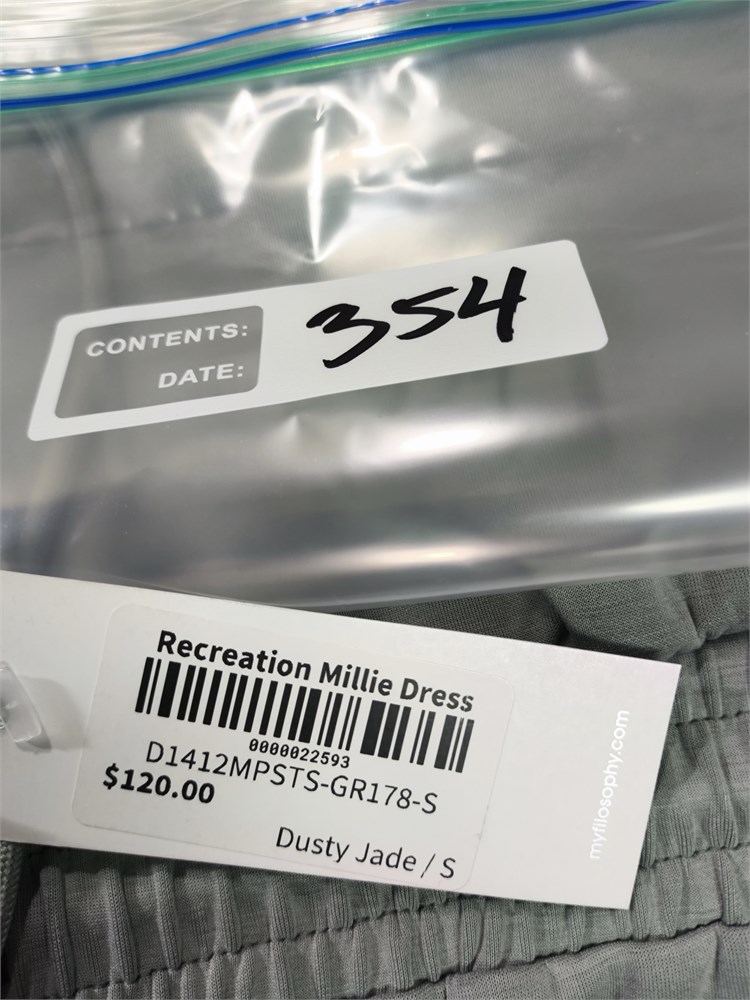 CONTENTS:
DATE:
354
Recreation Millie Dress
0000022593
D1412MPSTS-GR178-S
$120.00
Dusty Jade / S
myfilosophy.com